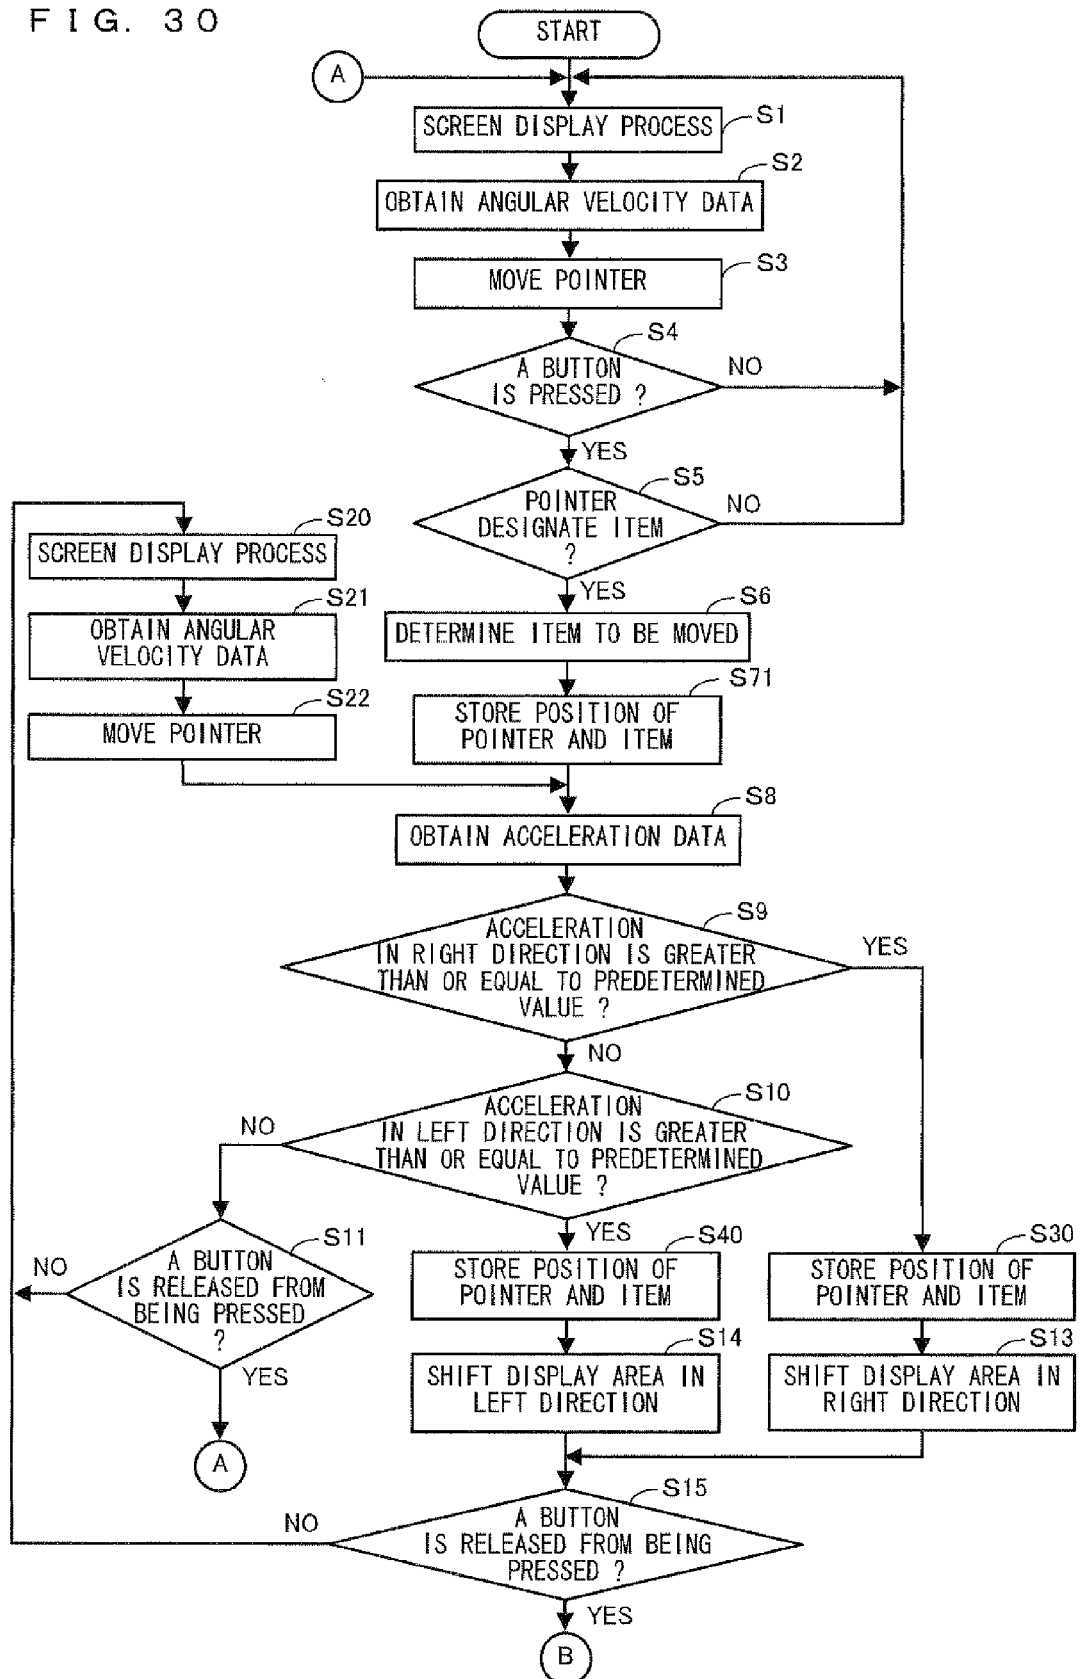 FIG. 30
START
A
SCREEN DISPLAY PROCESS
S1
S2
OBTAIN ANGULAR VELOCITY DATA
MOVE POINTER
S3
S4
A BUTTON
IS PRESSED ?
NO
YES
S5
POINTER
DESIGNATE ITEM
?
NO
YES
S20
SCREEN DISPLAY PROCESS
S21
OBTAIN ANGULAR
VELOCITY DATA
S22
MOVE POINTER
S6
DETERMINE ITEM TO BE MOVED
S71
STORE POSITION OF
POINTER AND ITEM
S8
OBTAIN ACCELERATION DATA
S9
ACCELERATION
IN RIGHT DIRECTION IS GREATER
THAN OR EQUAL TO PREDETERMINED
VALUE ?
YES
NO
S10
ACCELERATION
IN LEFT DIRECTION IS GREATER
THAN OR EQUAL TO PREDETERMINED
VALUE ?
NO
YES
S11
A BUTTON
IS RELEASED FROM
BEING PRESSED
?
NO
YES
A
S40
STORE POSITION OF
POINTER AND ITEM
S14
SHIFT DISPLAY AREA IN
LEFT DIRECTION
S30
STORE POSITION OF
POINTER AND ITEM
S13
SHIFT DISPLAY AREA IN
RIGHT DIRECTION
S15
A BUTTON
IS RELEASED FROM BEING
PRESSED ?
NO
YES
B